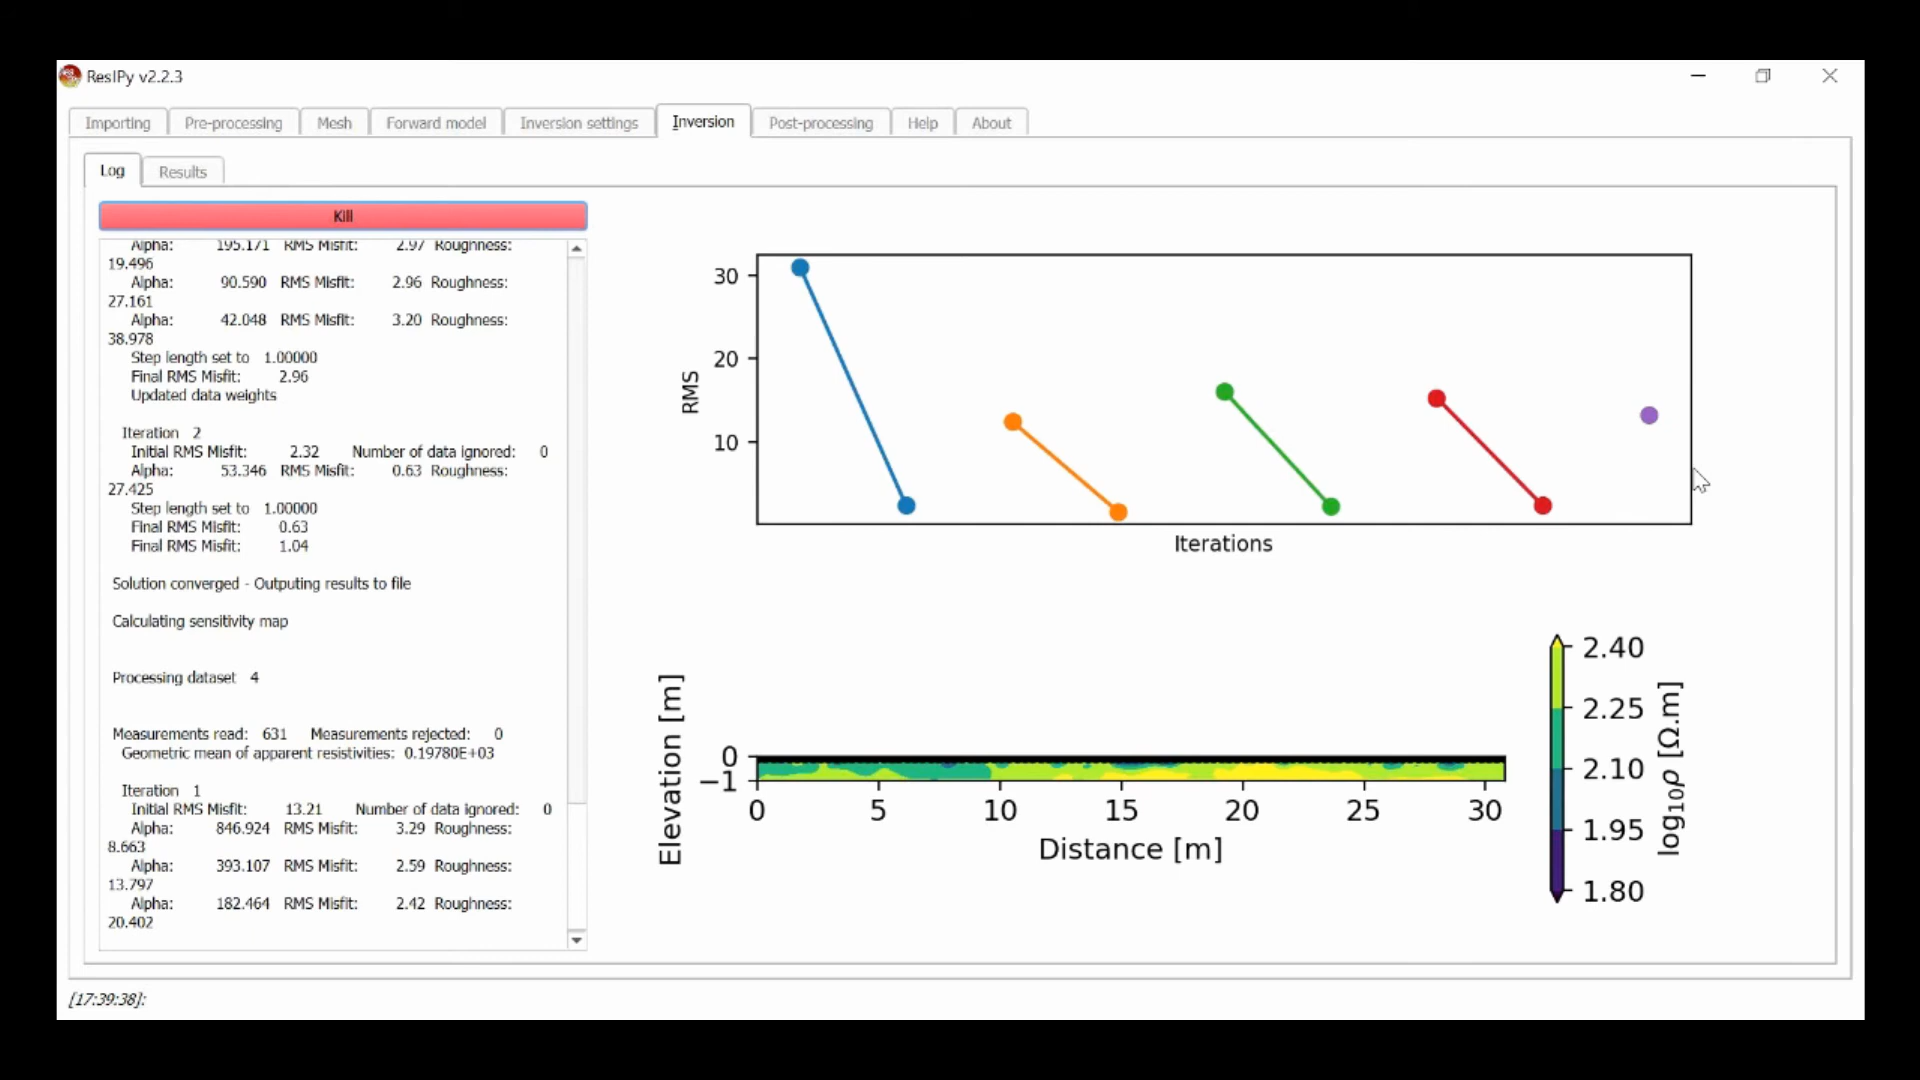 ResIPy v2.2.3
Importing Pre-processing Mesh Forward model Inversion settings Inversion Post-processing Help About
Log Results
Kill
Alpha: 195.171 RMS Misfit: 2.97 Roughness:
19.496
Alpha: 90.590 RMS Misfit: 2.96 Roughness:
27.161
Alpha: 42.048 RMS Misfit: 3.20 Roughness:
38.978
Step length set to 1.00000
Final RMS Misfit: 2.96
Updated data weights
Iteration 2
Initial RMS Misfit: 2.32 Number of data ignored: 0
Alpha: 53.346 RMS Misfit: 0.63 Roughness:
27.425
Step length set to 1.00000
Final RMS Misfit: 0.63
Final RMS Misfit: 1.04
Solution converged - Outputing results to file
Calculating sensitivity map
Processing dataset 4
Measurements read: 631 Measurements rejected: 0
Geometric mean of apparent resistivities: 0.19780E+03
Iteration 1
Initial RMS Misfit: 13.21 Number of data ignored: 0
Alpha: 846.924 RMS Misfit: 3.29 Roughness:
8.663
Alpha: 393.107 RMS Misfit: 2.59 Roughness:
13.797
Alpha: 182.464 RMS Misfit: 2.42 Roughness:
20.402
30
20
10
RMS
Iterations
Elevation [m]
0
−1
0 5 10 15 20 25 30
Distance [m]
2.40
2.25
2.10
1.95
1.80
log₁₀ρ [Ω.m]
[17:39:38]: